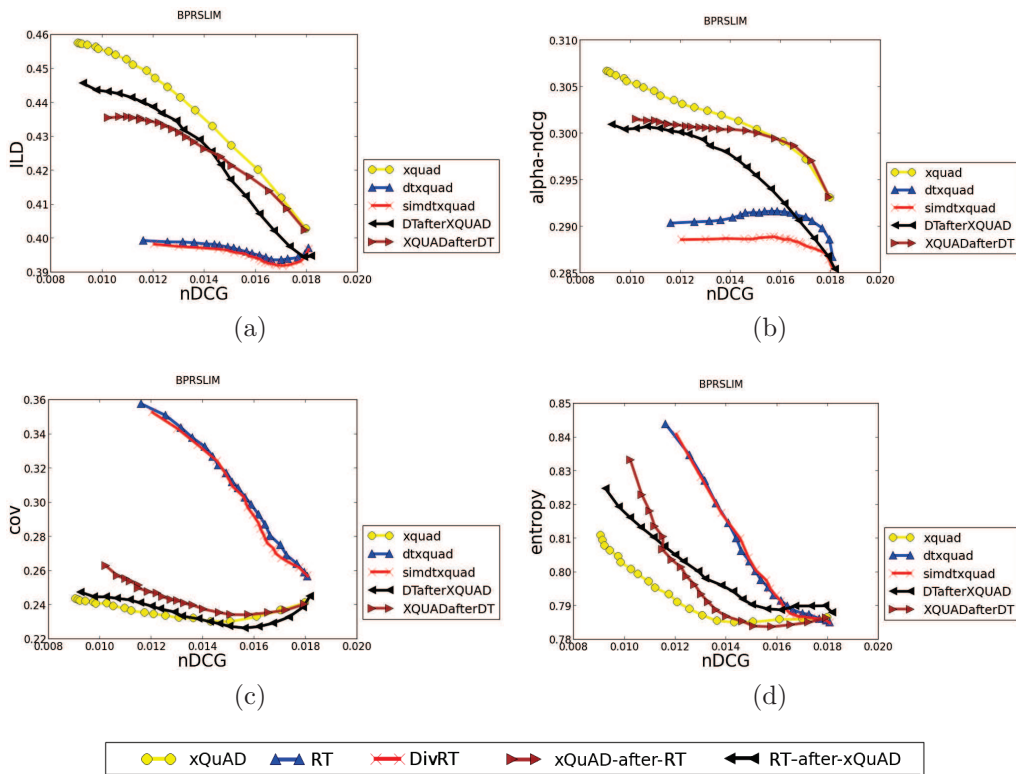 BPRSLIM
0.46
0.45
0.44
0.43
0.42
0.41
0.40
0.39
ILD
0.008 0.010 0.012 0.014 0.016 0.018 0.020
nDCG
xquad
dtxquad
simdtxquad
DTafterXQUAD
XQUADafterDT
(a)
BPRSLIM
0.310
0.305
0.300
0.295
0.290
0.285
alpha-ndcg
0.008 0.010 0.012 0.014 0.016 0.018 0.020
nDCG
xquad
dtxquad
simdtxquad
DTafterXQUAD
XQUADafterDT
(b)
BPRSLIM
0.36
0.34
0.32
0.30
0.28
0.26
0.24
0.22
cov
0.008 0.010 0.012 0.014 0.016 0.018 0.020
nDCG
xquad
dtxquad
simdtxquad
DTafterXQUAD
XQUADafterDT
(c)
BPRSLIM
0.85
0.84
0.83
0.82
0.81
0.80
0.79
0.78
entropy
0.008 0.010 0.012 0.014 0.016 0.018 0.020
nDCG
xquad
dtxquad
simdtxquad
DTafterXQUAD
XQUADafterDT
(d)
xQuAD RT DivRT xQuAD-after-RT RT-after-xQuAD